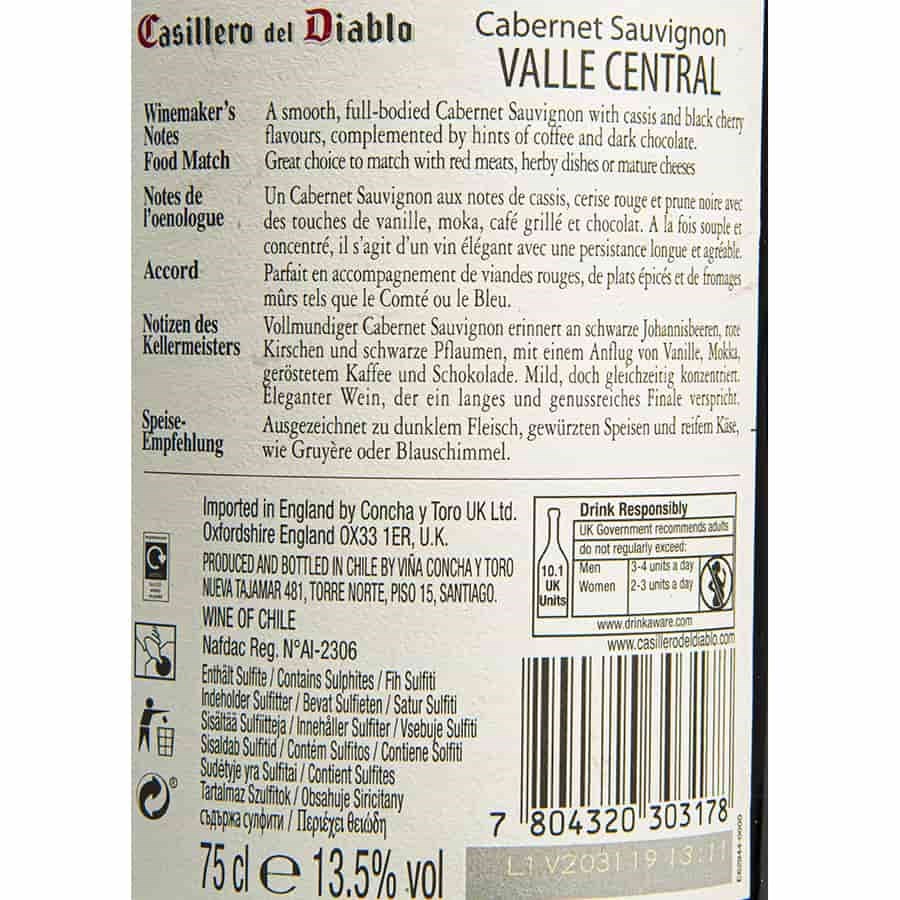 Casillero del Diablo
Cabernet Sauvignon
VALLE CENTRAL
Winemaker's Notes
A smooth, full-bodied Cabernet Sauvignon with cassis and black cherry
flavours, complemented by hints of coffee and dark chocolate.
Food Match
Great choice to match with red meats, herby dishes or mature cheeses
Notes de l'oenologue
Un Cabernet Sauvignon aux notes de cassis, cerise rouge et prune noire avec
des touches de vanille, moka, café grillé et chocolat. A la fois souple et
concentré, il s'agit d'un vin élégant avec une persistance longue et agréable.
Accord
Parfait en accompagnement de viandes rouges, de plats épicés et de fromages
mûrs tels que le Comté ou le Bleu.
Notizen des Kellermeisters
Vollmundiger Cabernet Sauvignon erinnert an schwarze Johannisbeeren, rote
Kirschen und schwarze Pflaumen, mit einem Anflug von Vanille, Mokka,
geröstetem Kaffee und Schokolade. Mild, doch gleichzeitig konzentriert.
Eleganter Wein, der ein langes und genussreiches Finale verspricht.
Speise-Empfehlung
Ausgezeichnet zu dunklem Fleisch, gewürzten Speisen und reifem Käse,
wie Gruyère oder Blauschimmel.
Imported in England by Concha y Toro UK Ltd.
Oxfordshire England OX33 1ER, U.K.
PRODUCED AND BOTTLED IN CHILE BY VIÑA CONCHA Y TORO
NUEVA TAJAMAR 481, TORRE NORTE, PISO 15, SANTIAGO.
WINE OF CHILE
Nafdac Reg. N°AI-2306
Enthält Sulfite / Contains Sulphites / Fih Sulfiti
Indeholder Sulfitter / Bevat Sulfieten / Satur Sulfiti
Sisältää Sulfiitteja / Innehåller Sulfiter / Vsebuje Sulfiti
Sisaldab Sulfitid / Contém Sulfitos / Contiene Solfiti
Sudėtyje yra Sulfitai / Contient Sulfites
Tartalmaz Szulfitok / Obsahuje Siricitany
съдържа сулфити / Περιέχει θειώδη
75 cl e 13.5% vol
Drink Responsibly
UK Government recommends adults
do not regularly exceed:
Men 3-4 units a day
Women 2-3 units a day
10.1
UK
Units
www.drinkaware.com
www.casillerodeldiablo.com
7 804320 303178
L1 V203119 13:11